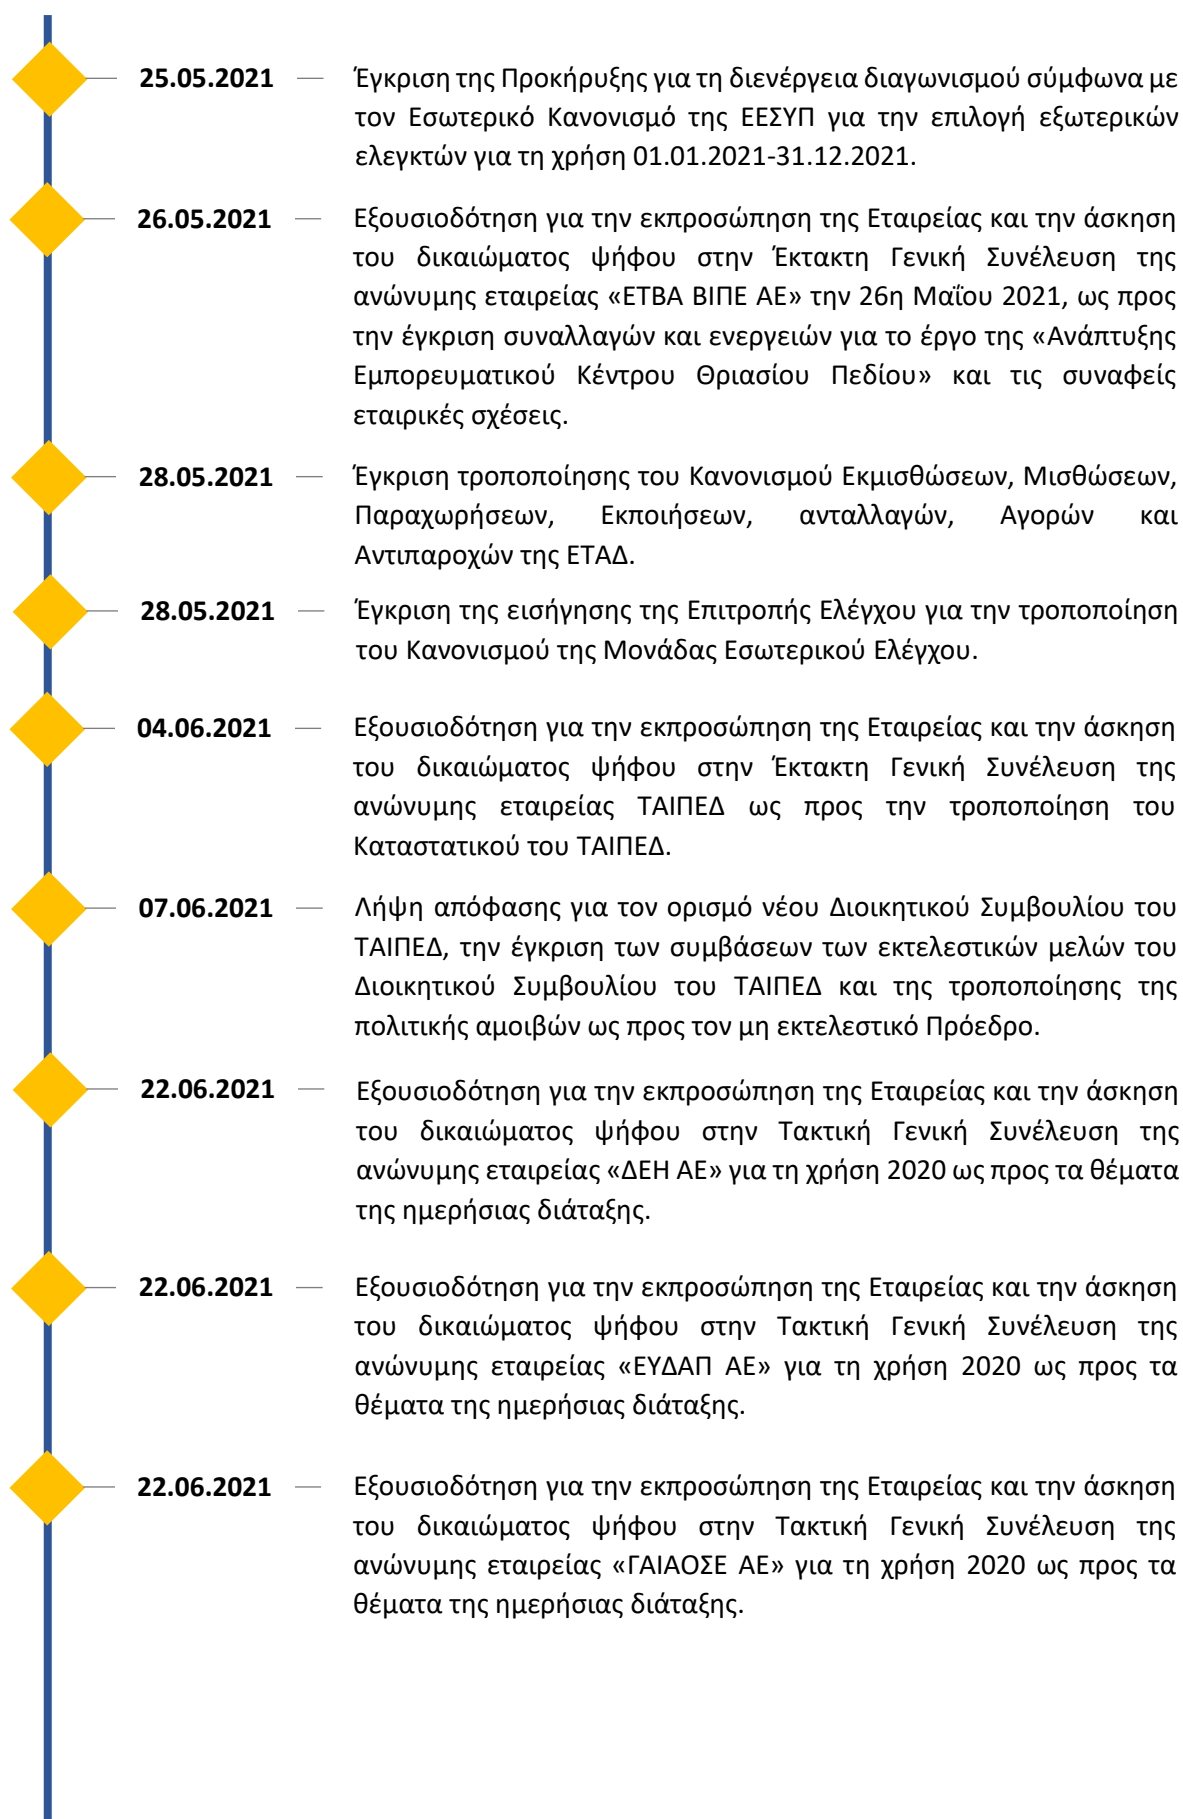 25.05.2021 Έγκριση της Προκήρυξης για τη διενέργεια διαγωνισμού σύμφωνα με
τον Εσωτερικό Κανονισμό της ΕΕΣΥΠ για την επιλογή εξωτερικών
ελεγκτών για τη χρήση 01.01.2021-31.12.2021.
26.05.2021 Εξουσιοδότηση για την εκπροσώπηση της Εταιρείας και την άσκηση
του δικαιώματος ψήφου στην Έκτακτη Γενική Συνέλευση της
ανώνυμης εταιρείας «ΕΤΒΑ ΒΙΠΕ ΑΕ» την 26η Μαΐου 2021, ως προς
την έγκριση συναλλαγών και ενεργειών για το έργο της «Ανάπτυξης
Εμπορευματικού Κέντρου Θριασίου Πεδίου» και τις συναφείς
εταιρικές σχέσεις.
28.05.2021 Έγκριση τροποποίησης του Κανονισμού Εκμισθώσεων, Μισθώσεων,
Παραχωρήσεων, Εκποιήσεων, ανταλλαγών, Αγορών και
Αντιπαροχών της ΕΤΑΔ.
28.05.2021 Έγκριση της εισήγησης της Επιτροπής Ελέγχου για την τροποποίηση
του Κανονισμού της Μονάδας Εσωτερικού Ελέγχου.
04.06.2021 Εξουσιοδότηση για την εκπροσώπηση της Εταιρείας και την άσκηση
του δικαιώματος ψήφου στην Έκτακτη Γενική Συνέλευση της
ανώνυμης εταιρείας ΤΑΙΠΕΔ ως προς την τροποποίηση του
Καταστατικού του ΤΑΙΠΕΔ.
07.06.2021 Λήψη απόφασης για τον ορισμό νέου Διοικητικού Συμβουλίου του
ΤΑΙΠΕΔ, την έγκριση των συμβάσεων των εκτελεστικών μελών του
Διοικητικού Συμβουλίου του ΤΑΙΠΕΔ και της τροποποίησης της
πολιτικής αμοιβών ως προς τον μη εκτελεστικό Πρόεδρο.
22.06.2021 Εξουσιοδότηση για την εκπροσώπηση της Εταιρείας και την άσκηση
του δικαιώματος ψήφου στην Τακτική Γενική Συνέλευση της
ανώνυμης εταιρείας «ΔΕΗ ΑΕ» για τη χρήση 2020 ως προς τα θέματα
της ημερήσιας διάταξης.
22.06.2021 Εξουσιοδότηση για την εκπροσώπηση της Εταιρείας και την άσκηση
του δικαιώματος ψήφου στην Τακτική Γενική Συνέλευση της
ανώνυμης εταιρείας «ΕΥΔΑΠ ΑΕ» για τη χρήση 2020 ως προς τα
θέματα της ημερήσιας διάταξης.
22.06.2021 Εξουσιοδότηση για την εκπροσώπηση της Εταιρείας και την άσκηση
του δικαιώματος ψήφου στην Τακτική Γενική Συνέλευση της
ανώνυμης εταιρείας «ΓΑΙΑΟΣΕ ΑΕ» για τη χρήση 2020 ως προς τα
θέματα της ημερήσιας διάταξης.